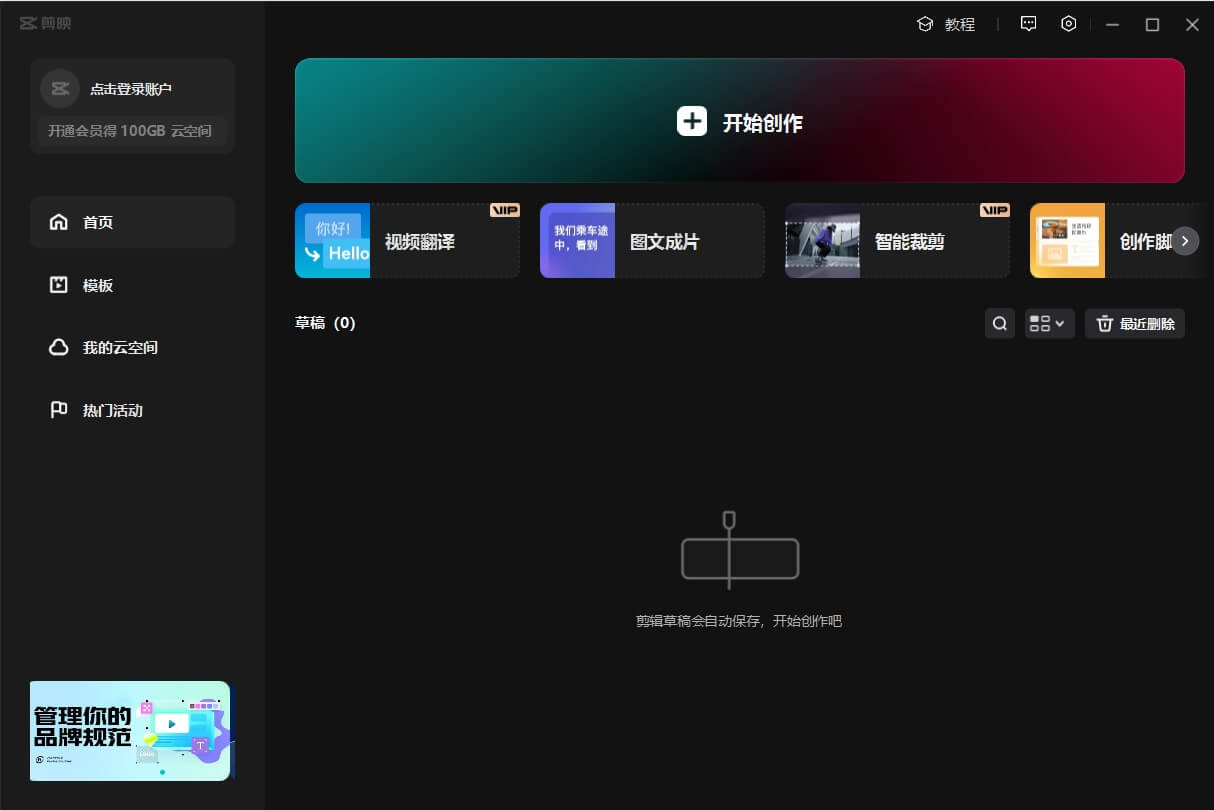 剪映
教程
点击登录账户
开通会员得 100GB 云空间
首页
模板
我的云空间
热门活动
开始创作
你好!
Hello
视频翻译
VIP
我们乘车途
中，看到
图文成片
智能裁剪
VIP
创作脚
草稿（0）
最近删除
剪辑草稿会自动保存，开始创作吧
管理你的
品牌规范
T